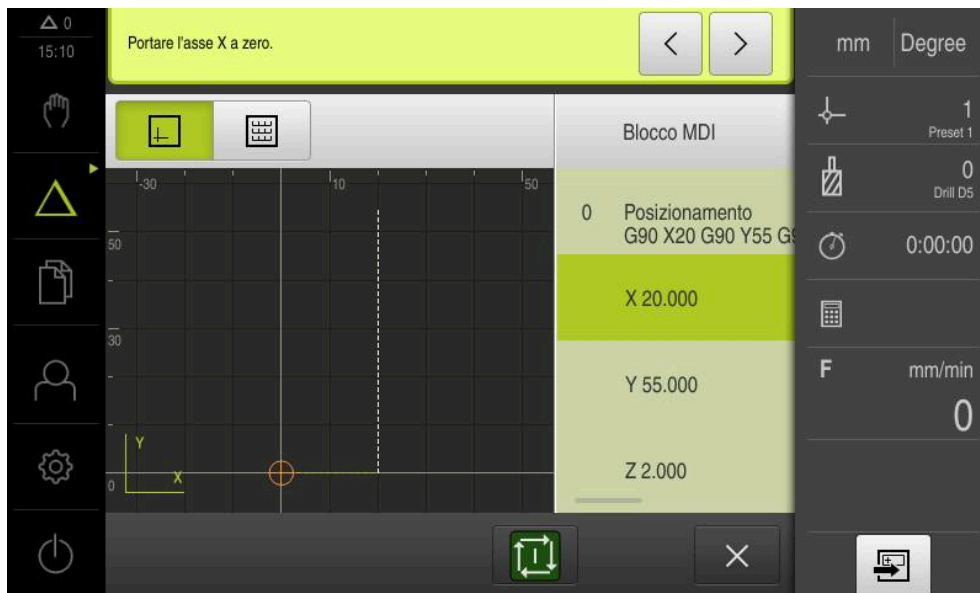 0
15:10
Portare l'asse X a zero.
mm
Degree
Blocco MDI
1
Preset 1
0
Drill D5
0:00:00
F
mm/min
0
-30
10
50
50
30
0
Y
X
0
Posizionamento
G90 X20 G90 Y55
X 20.000
Y 55.000
Z 2.000